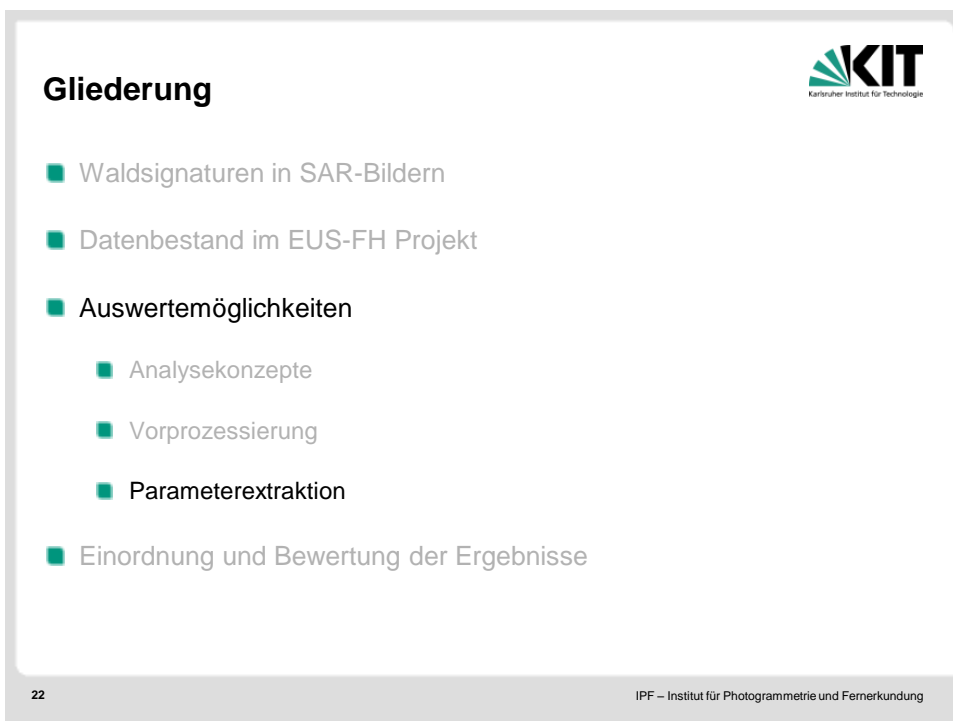 Gliederung
KIT
Karlsruher Institut für Technologie
Waldsignaturen in SAR-Bildern
Datenbestand im EUS-FH Projekt
Auswertemöglichkeiten
Analysekonzepte
Vorprozessierung
Parameterextraktion
Einordnung und Bewertung der Ergebnisse
22
IPF – Institut für Photogrammetrie und Fernerkundung